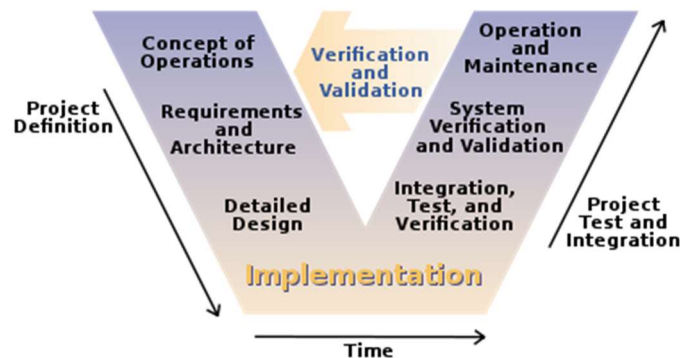 Concept of
Operations
Verification
and
Validation
Operation
and
Maintenance
Project
Definition
Requirements
and
Architecture
System
Verification
and Validation
Detailed
Design
Integration,
Test, and
Verification
Project
Test and
Integration
Implementation
Time